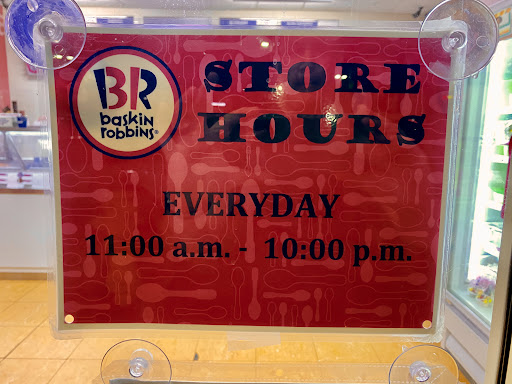 BR
baskin
robbins®
STORE
HOURS
EVERYDAY
11:00 a.m. - 10:00 p.m.